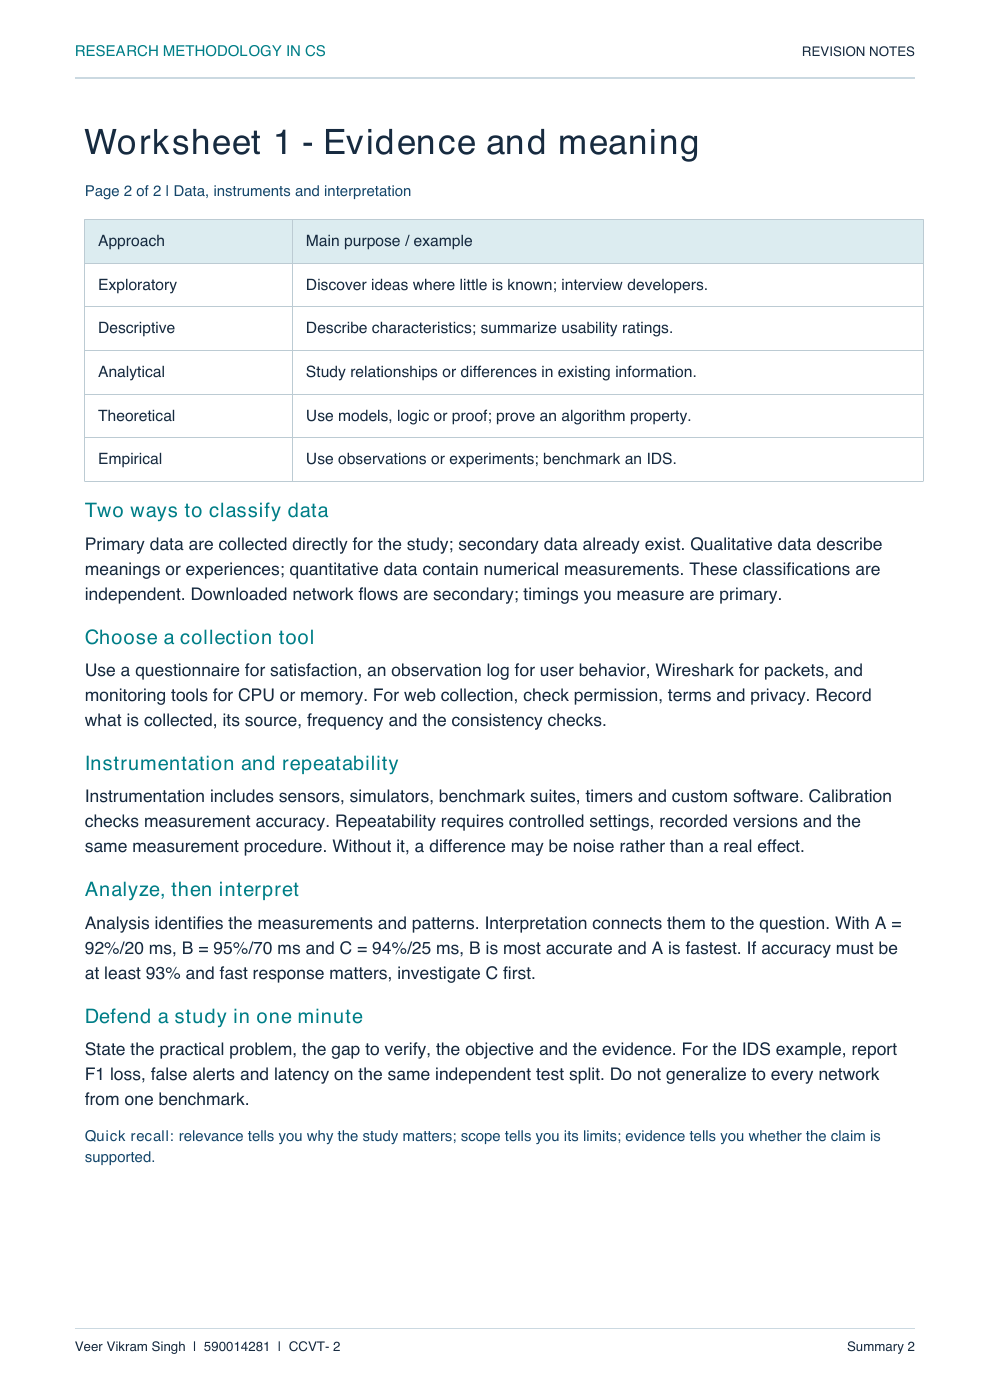 RESEARCH METHODOLOGY IN CS
REVISION NOTES
Worksheet 1 - Evidence and meaning
Page 2 of 2 | Data, instruments and interpretation
Approach Main purpose / example
Exploratory Discover ideas where little is known; interview developers.
Descriptive Describe characteristics; summarize usability ratings.
Analytical Study relationships or differences in existing information.
Theoretical Use models, logic or proof; prove an algorithm property.
Empirical Use observations or experiments; benchmark an IDS.
Two ways to classify data
Primary data are collected directly for the study; secondary data already exist. Qualitative data describe
meanings or experiences; quantitative data contain numerical measurements. These classifications are
independent. Downloaded network flows are secondary; timings you measure are primary.
Choose a collection tool
Use a questionnaire for satisfaction, an observation log for user behavior, Wireshark for packets, and
monitoring tools for CPU or memory. For web collection, check permission, terms and privacy. Record
what is collected, its source, frequency and the consistency checks.
Instrumentation and repeatability
Instrumentation includes sensors, simulators, benchmark suites, timers and custom software. Calibration
checks measurement accuracy. Repeatability requires controlled settings, recorded versions and the
same measurement procedure. Without it, a difference may be noise rather than a real effect.
Analyze, then interpret
Analysis identifies the measurements and patterns. Interpretation connects them to the question. With A =
92%/20 ms, B = 95%/70 ms and C = 94%/25 ms, B is most accurate and A is fastest. If accuracy must be
at least 93% and fast response matters, investigate C first.
Defend a study in one minute
State the practical problem, the gap to verify, the objective and the evidence. For the IDS example, report
F1 loss, false alerts and latency on the same independent test split. Do not generalize to every network
from one benchmark.
Quick recall: relevance tells you why the study matters; scope tells you its limits; evidence tells you whether the claim is
supported.
Veer Vikram Singh | 590014281 | CCVT- 2
Summary 2